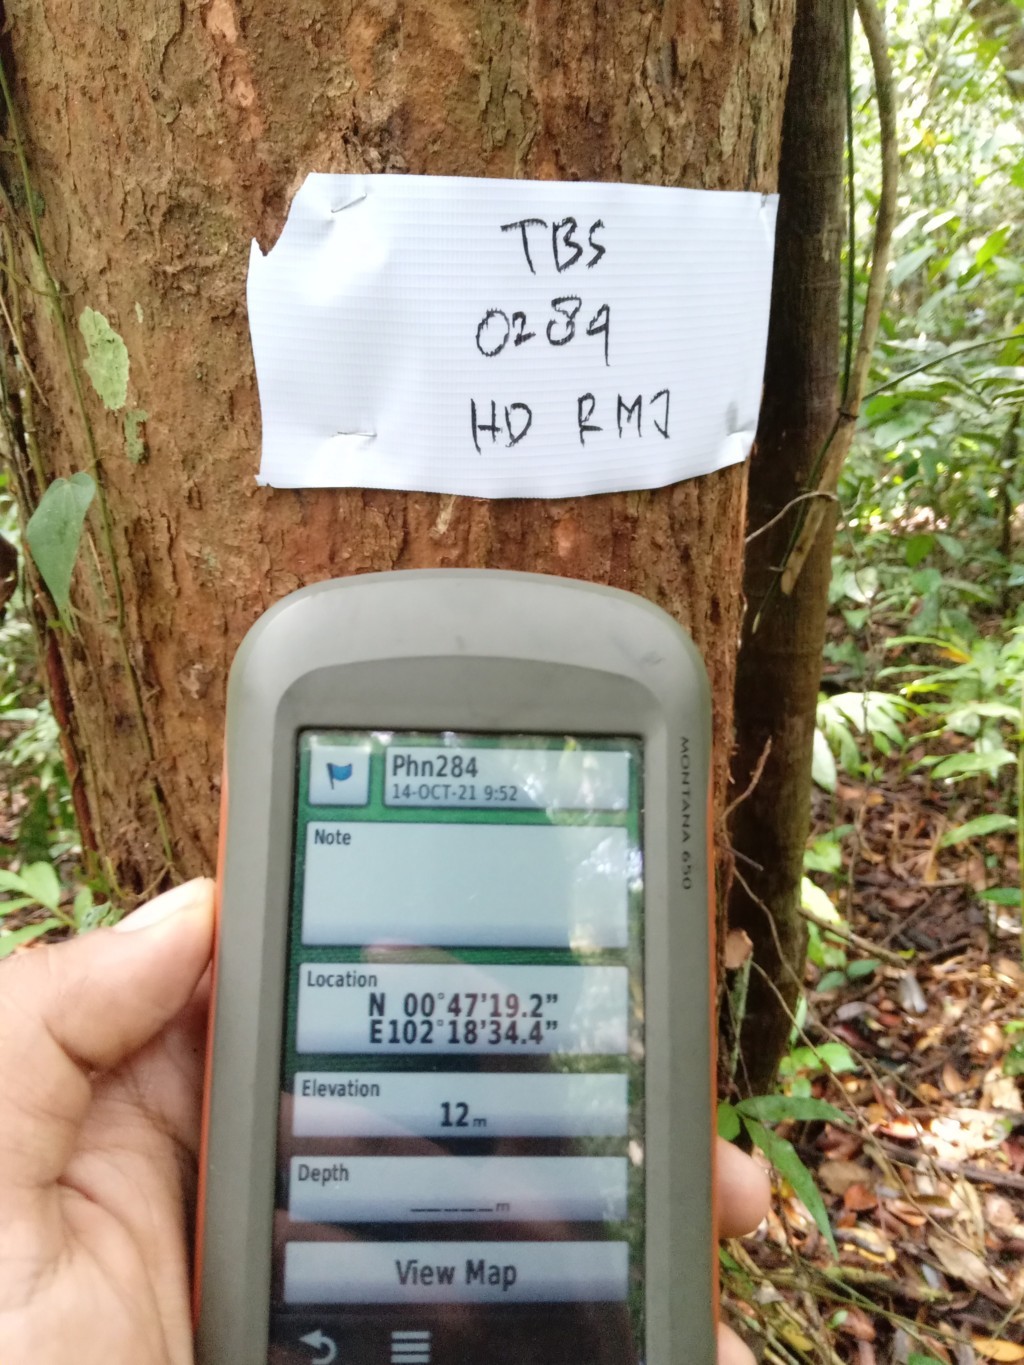 TBS
0284
HD RMJ
MONTANA 650
Phn284
14-OCT-21 9:52
Note
Location
N 00°47'19.2"
E102°18'34.4"
Elevation
12m
Depth
_____m
View Map